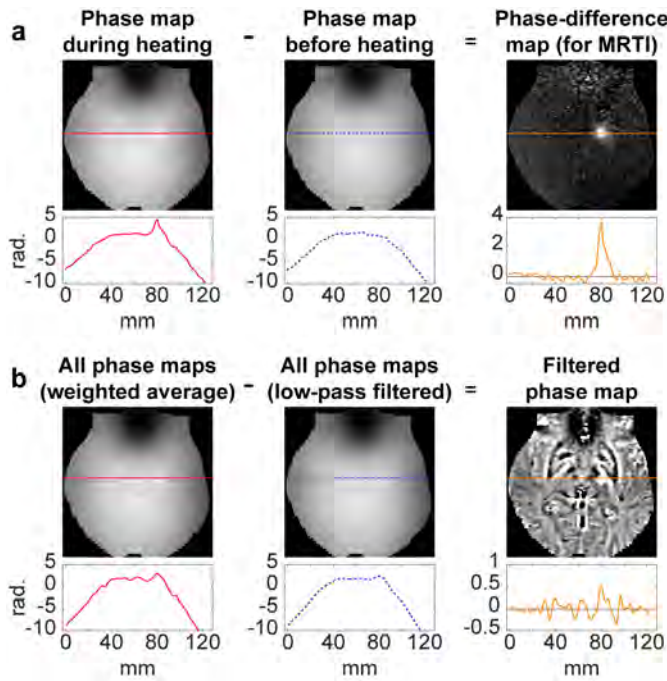 a
Phase map - Phase map = Phase-difference
during heating before heating map (for MRTI)
rad.
5
0
-5
-10
0 40 80 120
mm
0 40 80 120
mm
4
2
0
0 40 80 120
mm
b
All phase maps - All phase maps = Filtered
(weighted average) (low-pass filtered) phase map
rad.
5
0
-5
-10
0 40 80 120
mm
5
0
-5
-10
0 40 80 120
mm
1
0.5
0
-0.5
0 40 80 120
mm